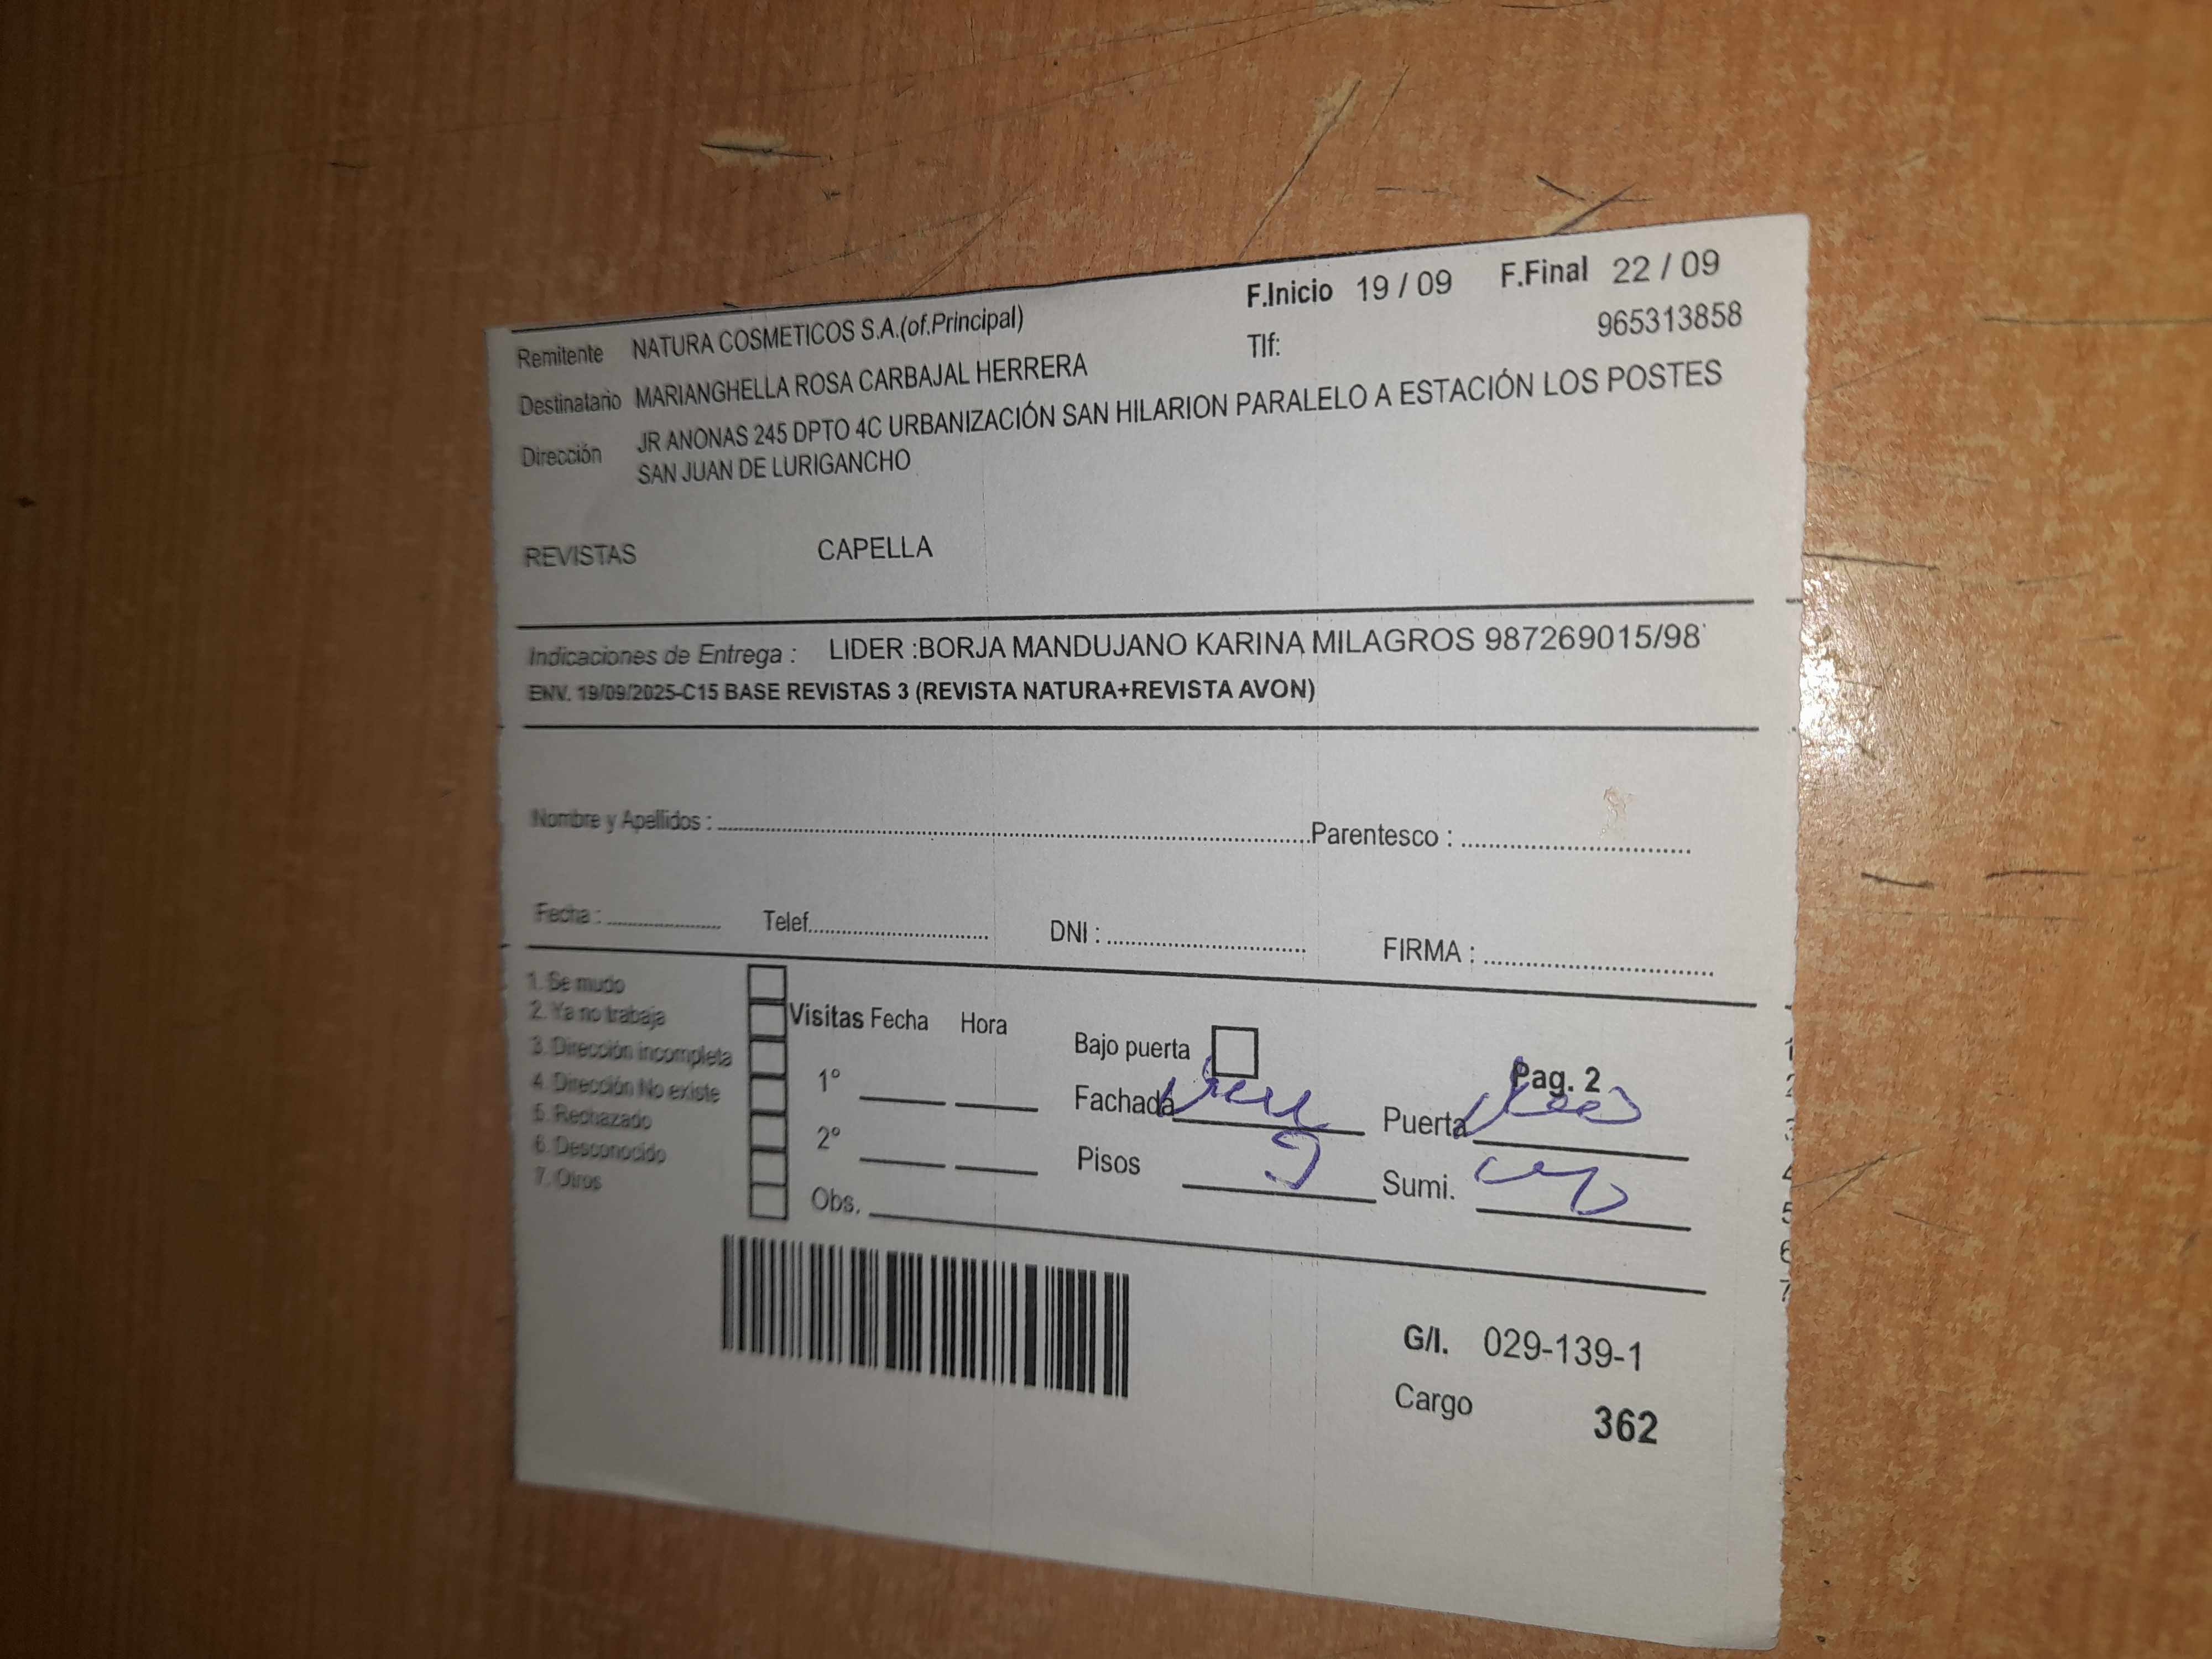 F.Inicio 19 / 09 F.Final 22 / 09
Remitente NATURA COSMETICOS S.A.(of.Principal) Tlf: 965313858
Destinatario MARIANGHELLA ROSA CARBAJAL HERRERA
Dirección JR ANONAS 245 DPTO 4C URBANIZACIÓN SAN HILARION PARALELO A ESTACIÓN LOS POSTES
SAN JUAN DE LURIGANCHO
REVISTAS CAPELLA
Indicaciones de Entrega : LIDER :BORJA MANDUJANO KARINA MILAGROS 987269015/98
ENV. 19/09/2025-C15 BASE REVISTAS 3 (REVISTA NATURA+REVISTA AVON)
Nombre y Apellidos : Parentesco :
Fecha : Telef. DNI : FIRMA :
1. Se mudo
2. Ya no trabaja
3. Dirección incompleta
4. Dirección No existe
5. Rechazado
6. Desconocido
7. Otros
Visitas Fecha Hora
1°
2°
Obs.
Bajo puerta
Fachada
Pisos
Pag. 2
Puerta
Sumi.
5
6
7
G/I. 029-139-1
Cargo 362